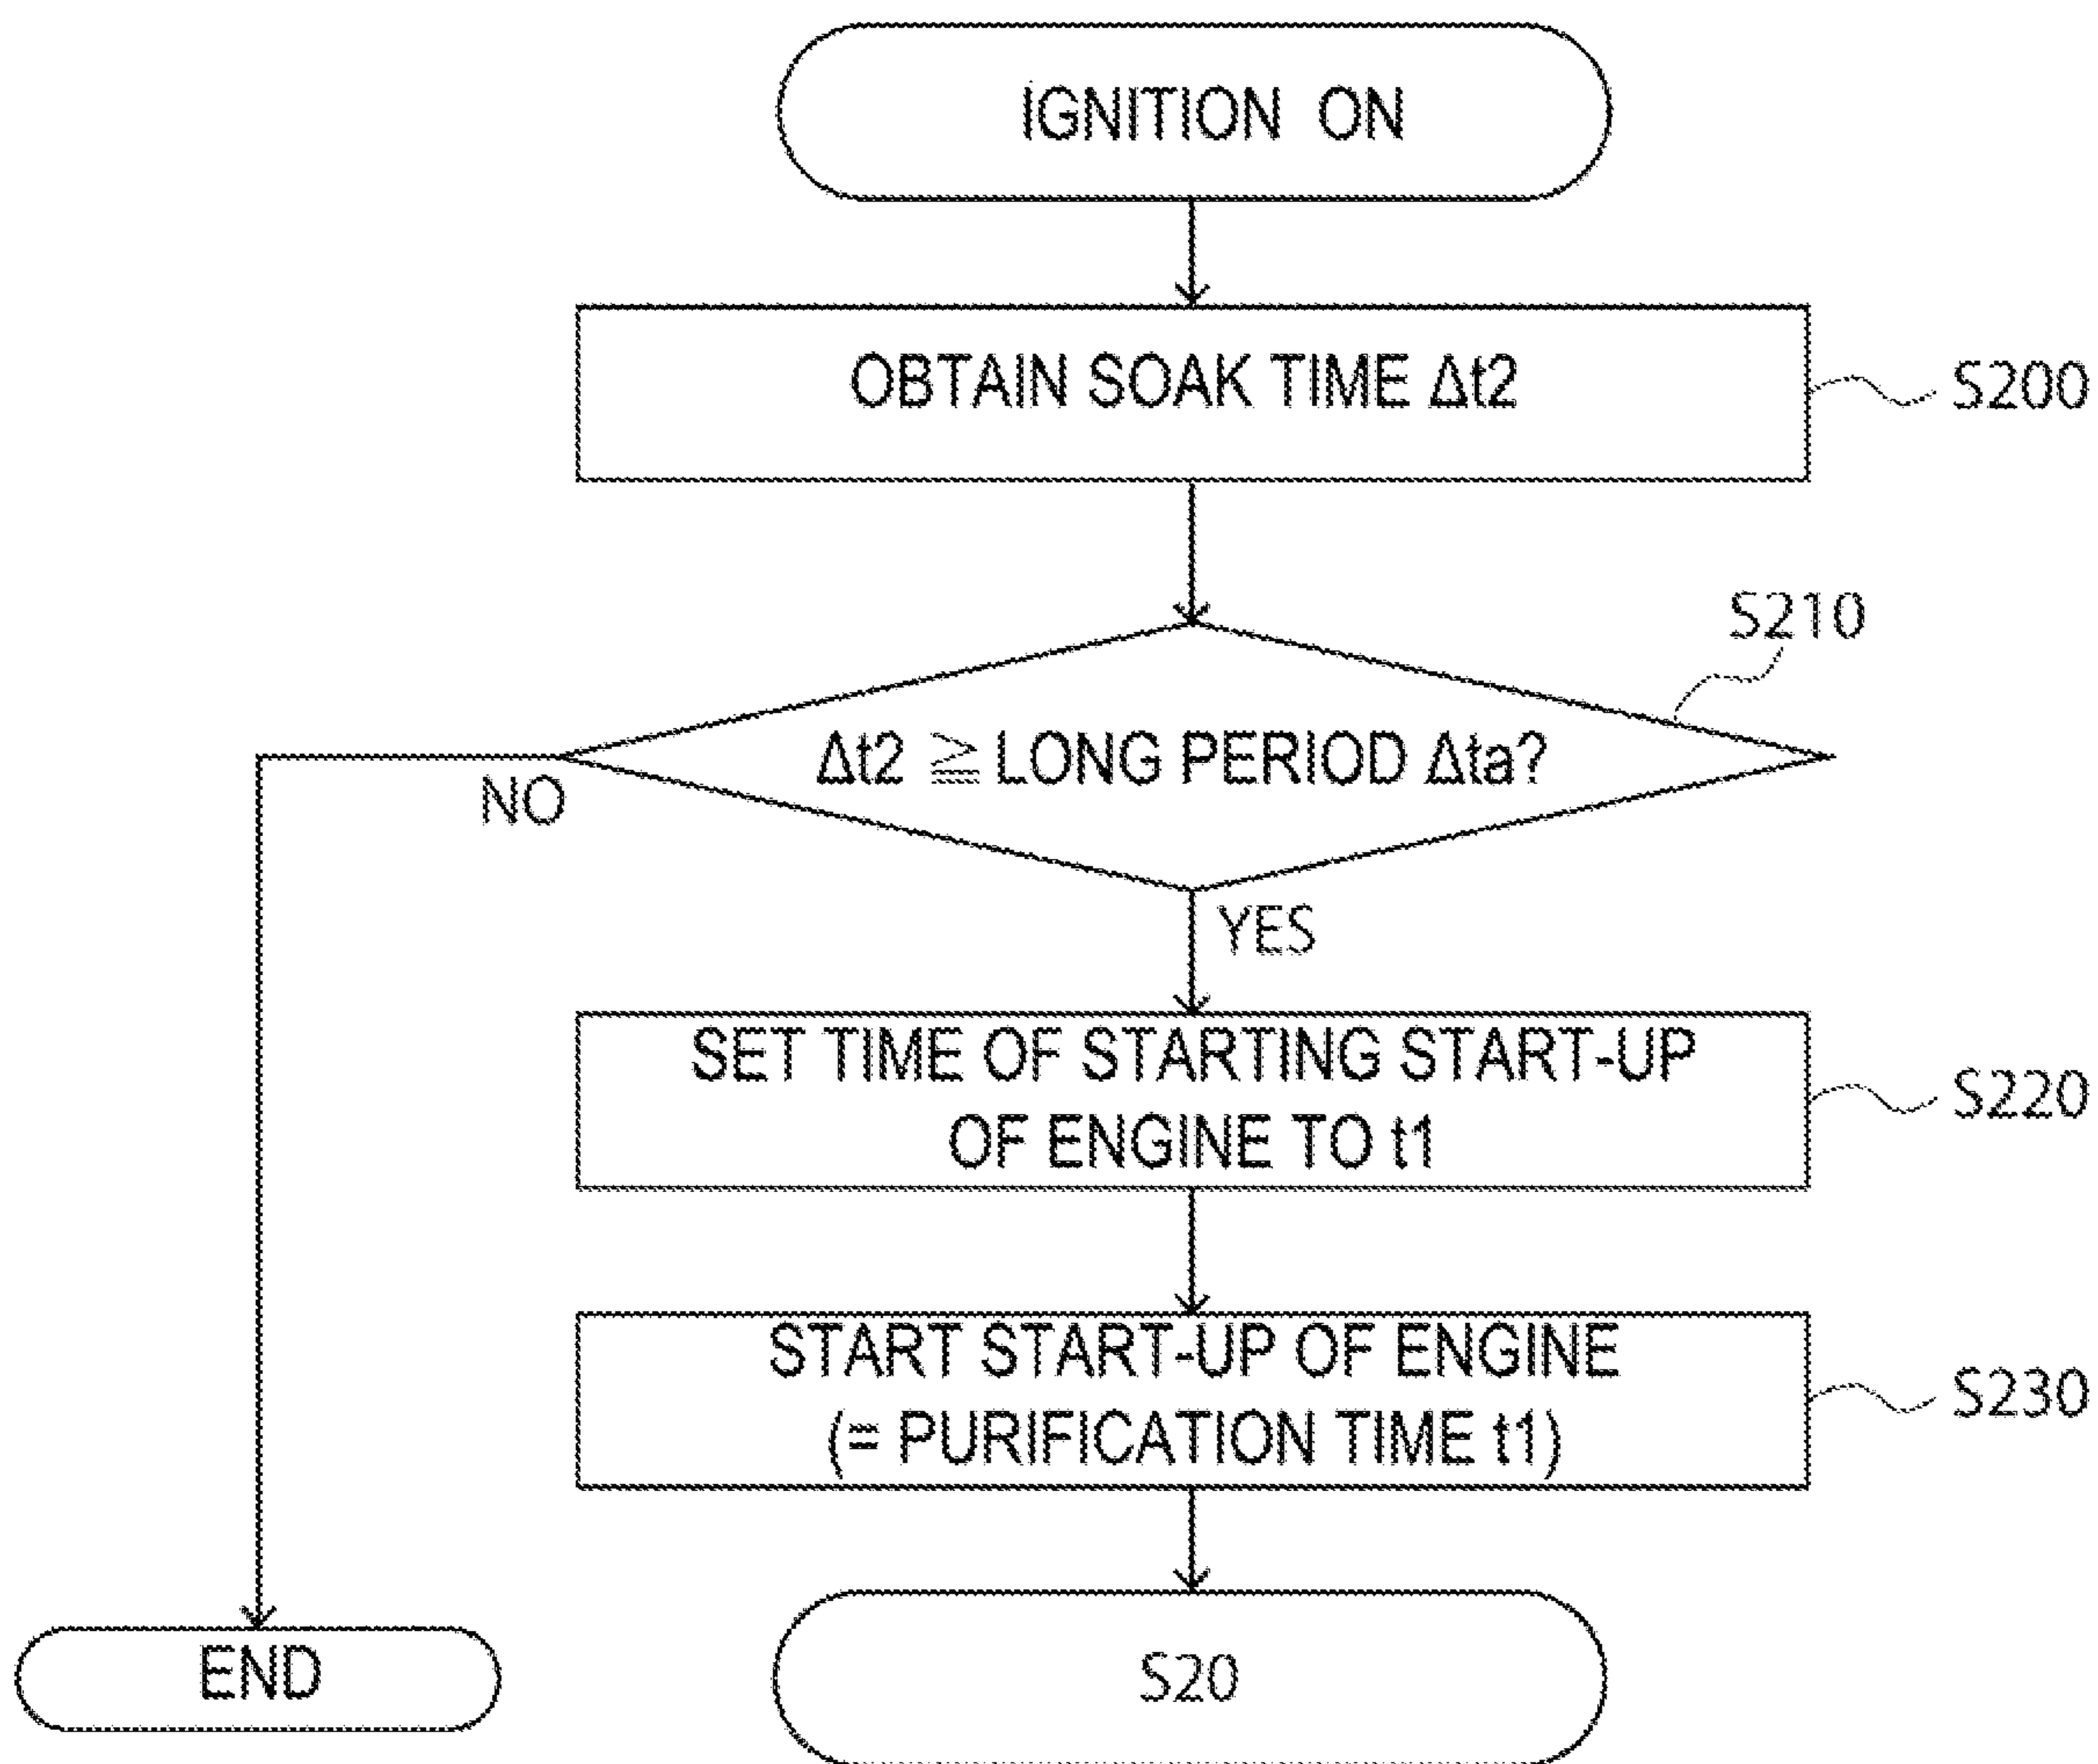 IGNITION ON
OBTAIN SOAK TIME Δt2
S200
S210
Δt2 ≧ LONG PERIOD Δta?
NO
YES
SET TIME OF STARTING START-UP
OF ENGINE TO t1
S220
START START-UP OF ENGINE
(= PURIFICATION TIME t1)
S230
END
S20